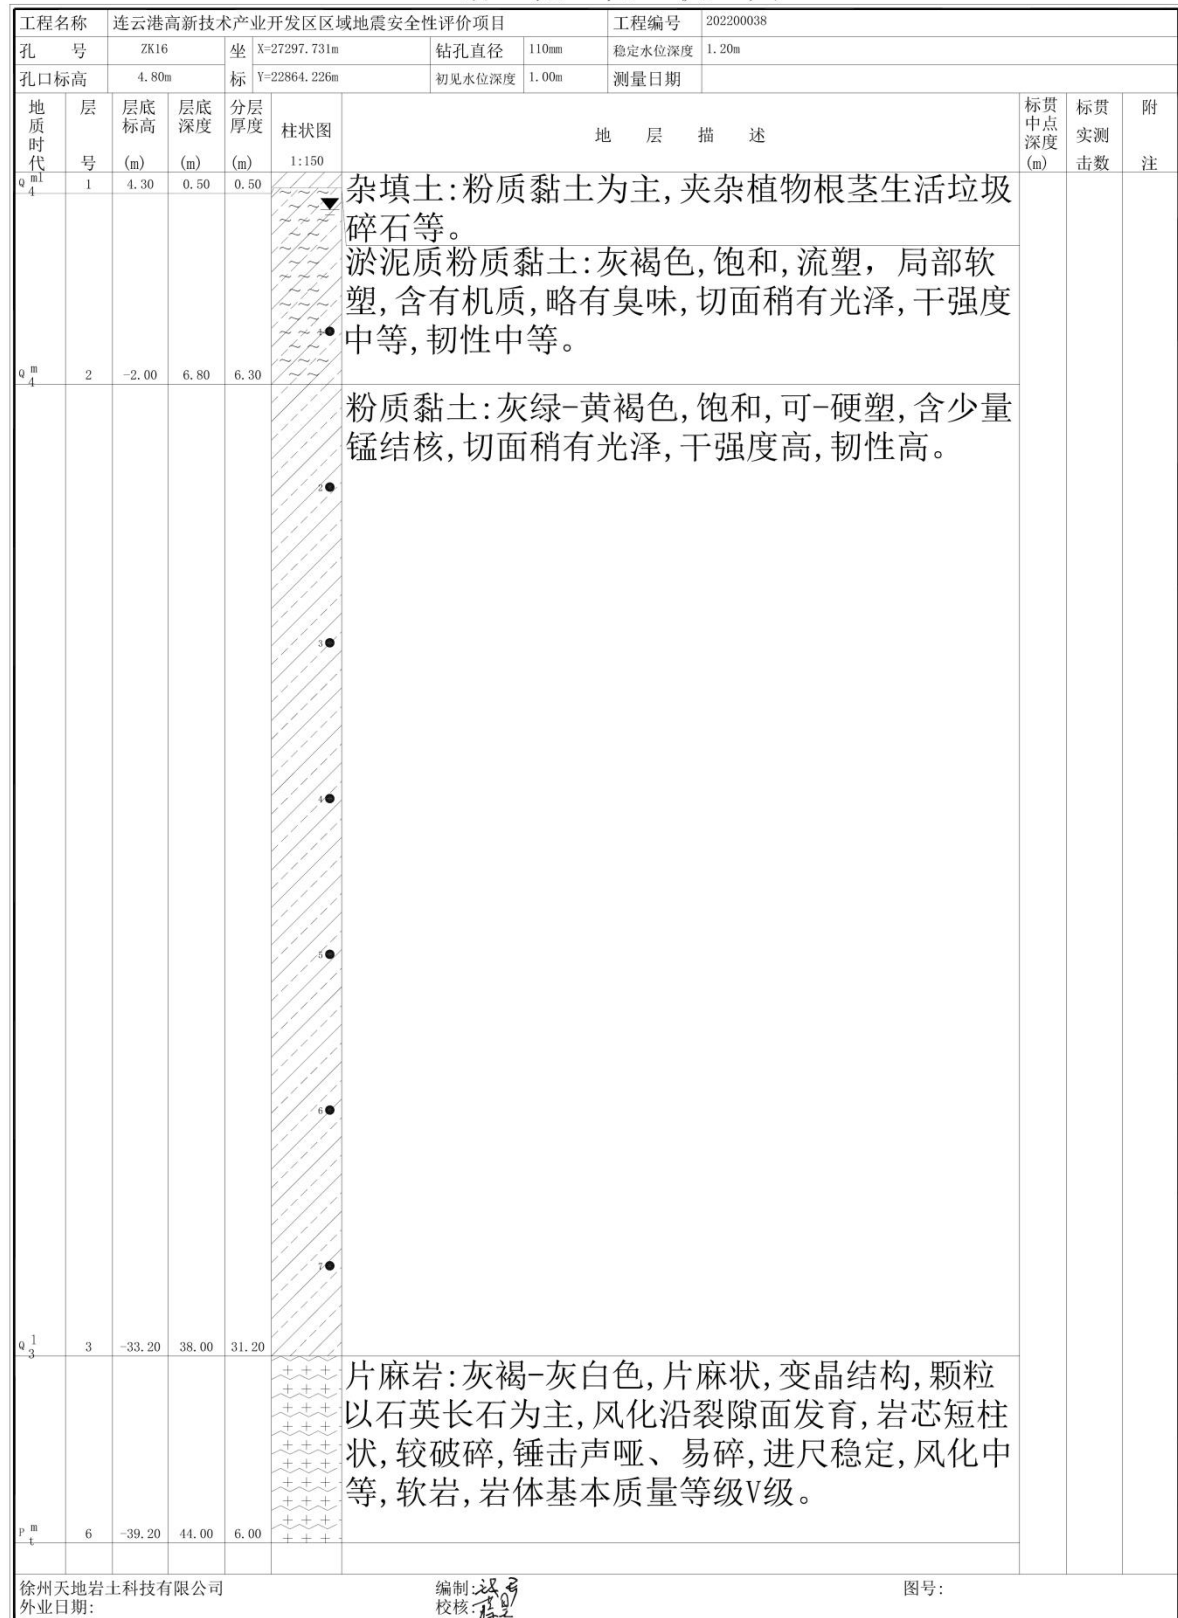 工程名称 连云港高新技术产业开发区区域地震安全性评价项目 工程编号 202200038
孔 号 ZK16 坐 X=27297.731m 钻孔直径 110mm 稳定水位深度 1.20m
孔口标高 4.80m 标 Y=22864.226m 初见水位深度 1.00m 测量日期
地质时代 层号 层底标高(m) 层底深度(m) 分层厚度(m) 柱状图 1:150 地 层 描 述 标贯中点深度(m) 标贯实测击数 附注
Q4ml 1 4.30 0.50 0.50
杂填土:粉质黏土为主,夹杂植物根茎生活垃圾
碎石等。
淤泥质粉质黏土:灰褐色,饱和,流塑，局部软
塑,含有机质,略有臭味,切面稍有光泽,干强度
1
中等,韧性中等。
Q4m 2 -2.00 6.80 6.30
粉质黏土:灰绿-黄褐色,饱和,可-硬塑,含少量
锰结核,切面稍有光泽,干强度高,韧性高。
2
3
4
5
6
7
Q3l 3 -33.20 38.00 31.20
片麻岩:灰褐-灰白色,片麻状,变晶结构,颗粒
以石英长石为主,风化沿裂隙面发育,岩芯短柱
状,较破碎,锤击声哑、易碎,进尺稳定,风化中
等,软岩,岩体基本质量等级V级。
Ptm 6 -39.20 44.00 6.00
徐州天地岩土科技有限公司 编制: 图号:
外业日期: 校核: